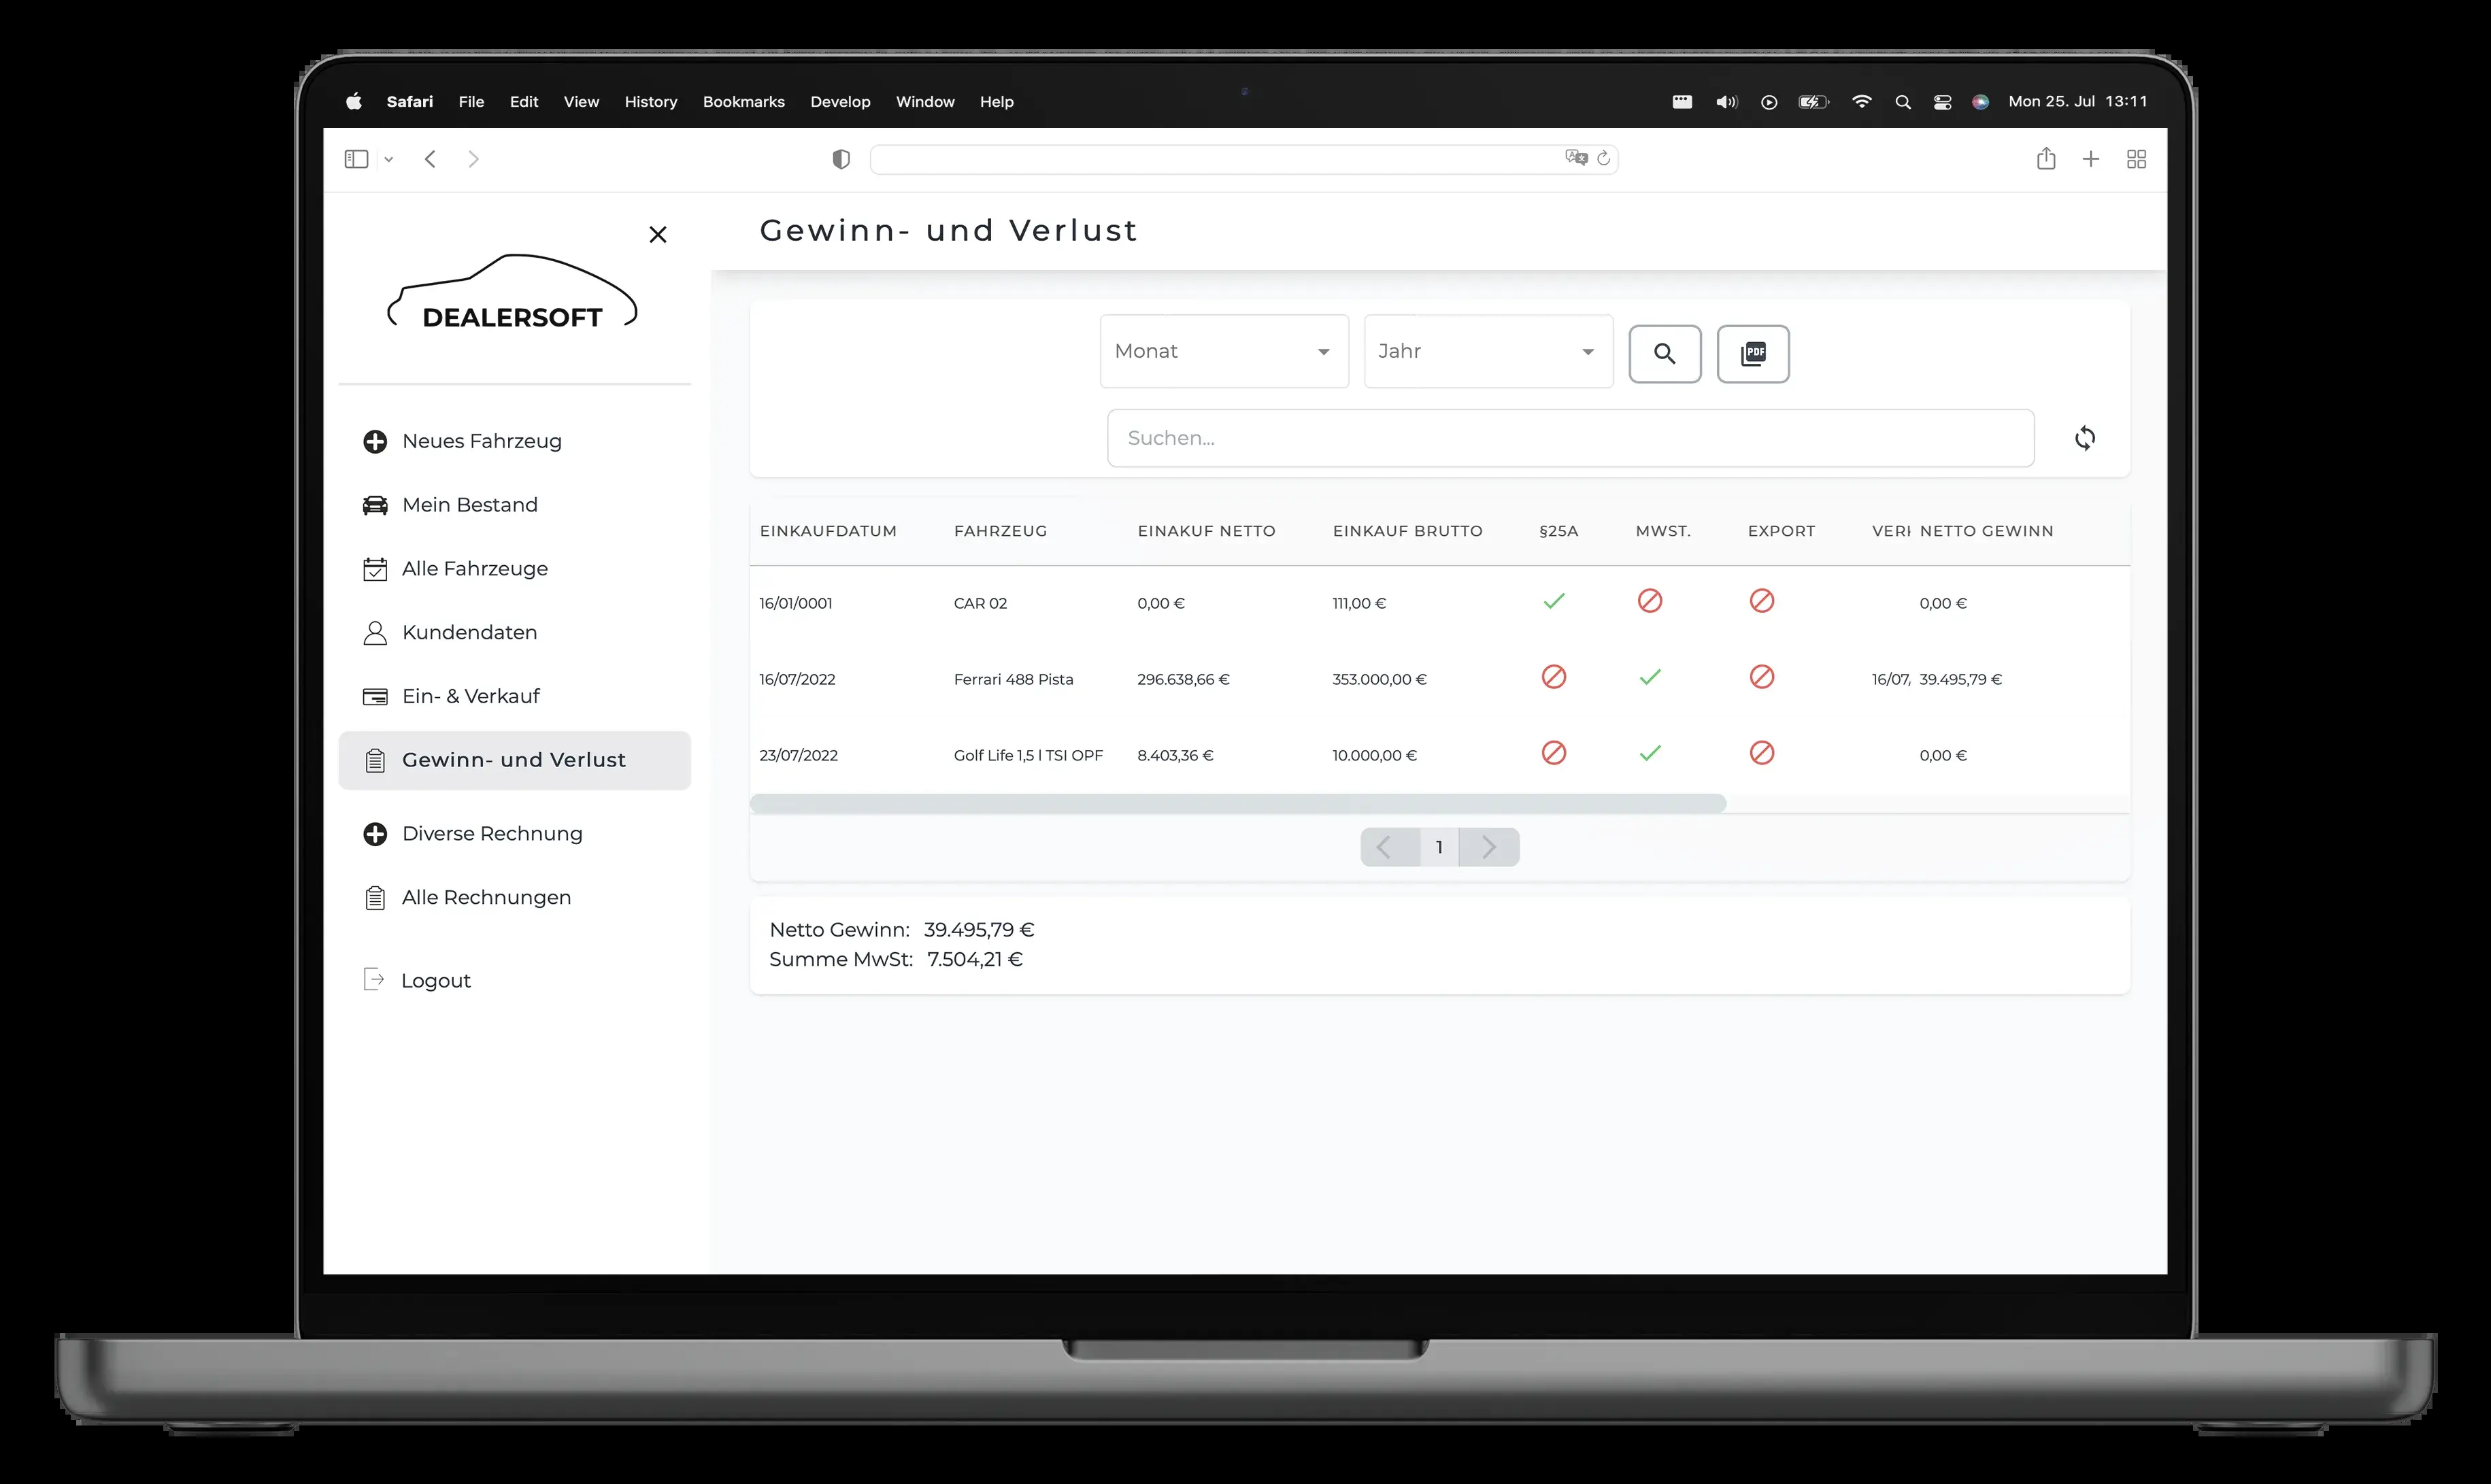 Safari File Edit View History Bookmarks Develop Window Help Mon 25. Jul 13:11
Gewinn- und Verlust
DEALERSOFT
Monat Jahr PDF
Suchen...
Neues Fahrzeug
Mein Bestand
Alle Fahrzeuge
Kundendaten
Ein- & Verkauf
Gewinn- und Verlust
Diverse Rechnung
Alle Rechnungen
Logout
EINKAUFDATUM FAHRZEUG EINAKUF NETTO EINKAUF BRUTTO §25A MWST. EXPORT VERK NETTO GEWINN
16/01/0001 CAR 02 0,00 € 111,00 € 0,00 €
16/07/2022 Ferrari 488 Pista 296.638,66 € 353.000,00 € 16/07, 39.495,79 €
23/07/2022 Golf Life 1,5 l TSI OPF 8.403,36 € 10.000,00 € 0,00 €
1
Netto Gewinn: 39.495,79 €
Summe MwSt: 7.504,21 €